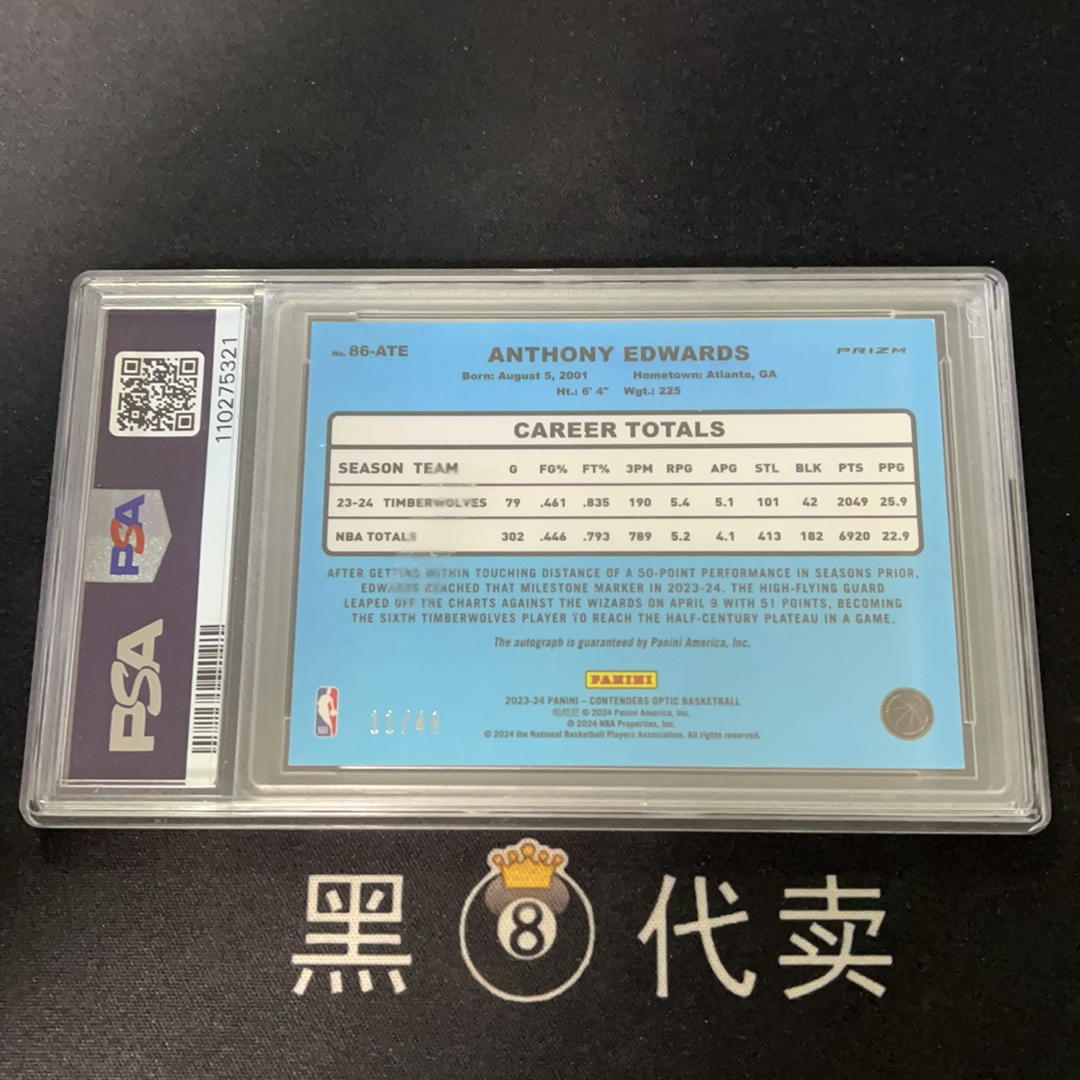 110275321
PSA
PSA
No. 86-ATE
ANTHONY EDWARDS
PRIZM
Born: August 5, 2001 Hometown: Atlanta, GA
Ht.: 6' 4" Wgt.: 225
CAREER TOTALS
SEASON TEAM G FG% FT% 3PM RPG APG STL BLK PTS PPG
23-24 TIMBERWOLVES 79 .461 .835 190 5.4 5.1 101 42 2049 25.9
NBA TOTALS 302 .446 .793 789 5.2 4.1 413 182 6920 22.9
AFTER GETTING WITHIN TOUCHING DISTANCE OF A 50-POINT PERFORMANCE IN SEASONS PRIOR,
EDWARDS REACHED THAT MILESTONE MARKER IN 2023-24. THE HIGH-FLYING GUARD
LEAPED OFF THE CHARTS AGAINST THE WIZARDS ON APRIL 9 WITH 51 POINTS, BECOMING
THE SIXTH TIMBERWOLVES PLAYER TO REACH THE HALF-CENTURY PLATEAU IN A GAME.
The autograph is guaranteed by Panini America, Inc.
PANINI
2023-24 PANINI – CONTENDERS OPTIC BASKETBALL
© 2024 Panini America, Inc.
© 2024 NBA Properties, Inc.
© 2024 the National Basketball Players Association. All rights reserved.
黑 8 代卖